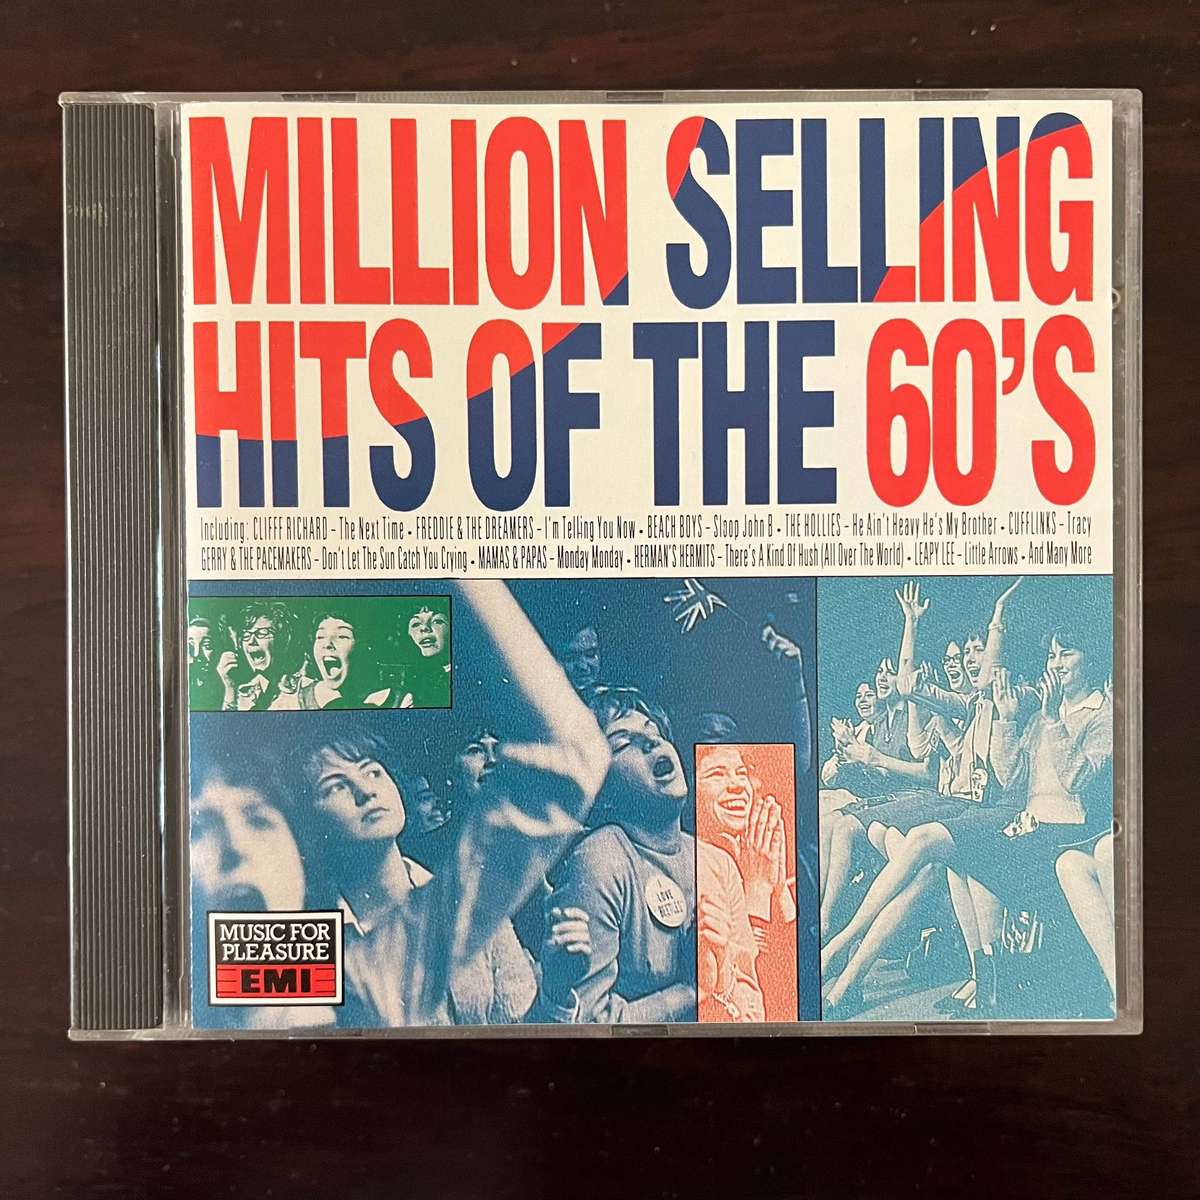 MILLION SELLING
HITS OF THE 60'S
Including: CLIFFF RICHARD – The Next Time • FREDDIE & THE DREAMERS – I'm Telling You Now • BEACH BOYS – Sloop John B • THE HOLLIES – He Ain't Heavy He's My Brother • CUFFLINKS – Tracy
GERRY & THE PACEMAKERS – Don't Let The Sun Catch You Crying • MAMAS & PAPAS – Monday Monday • HERMAN'S HERMITS – There's A Kind Of Hush (All Over The World) • LEAPY LEE – Little Arrows • And Many More
LOVE
BEETLES
MUSIC FOR
PLEASURE
EMI